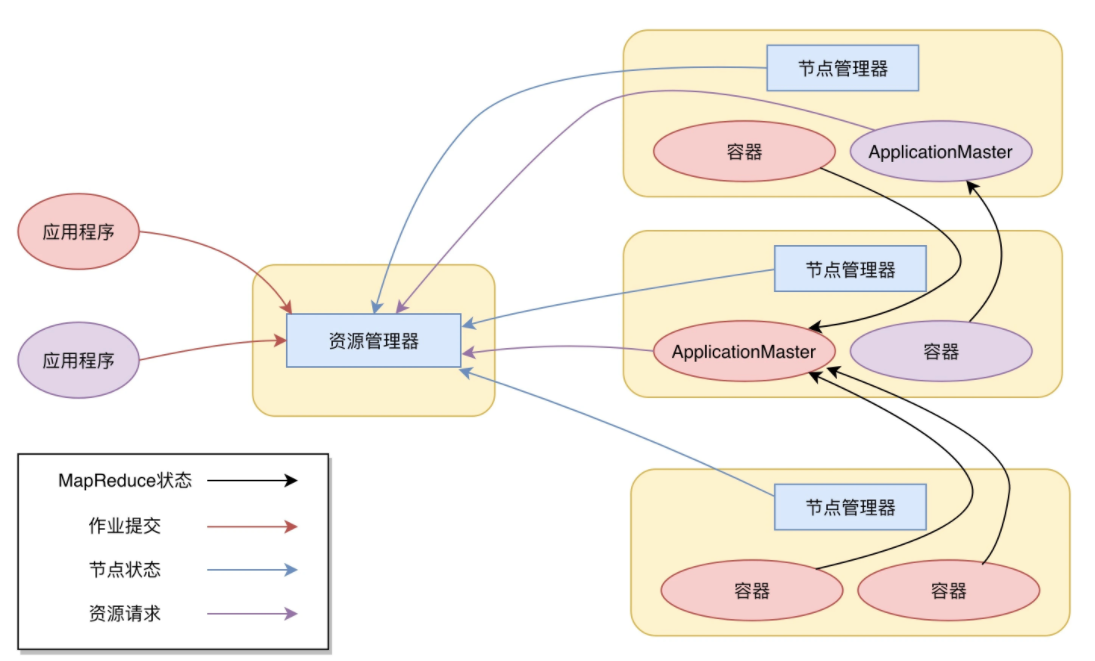 节点管理器
容器
ApplicationMaster
应用程序
节点管理器
资源管理器
ApplicationMaster
容器
应用程序
MapReduce状态
作业提交
节点状态
资源请求
节点管理器
容器
容器